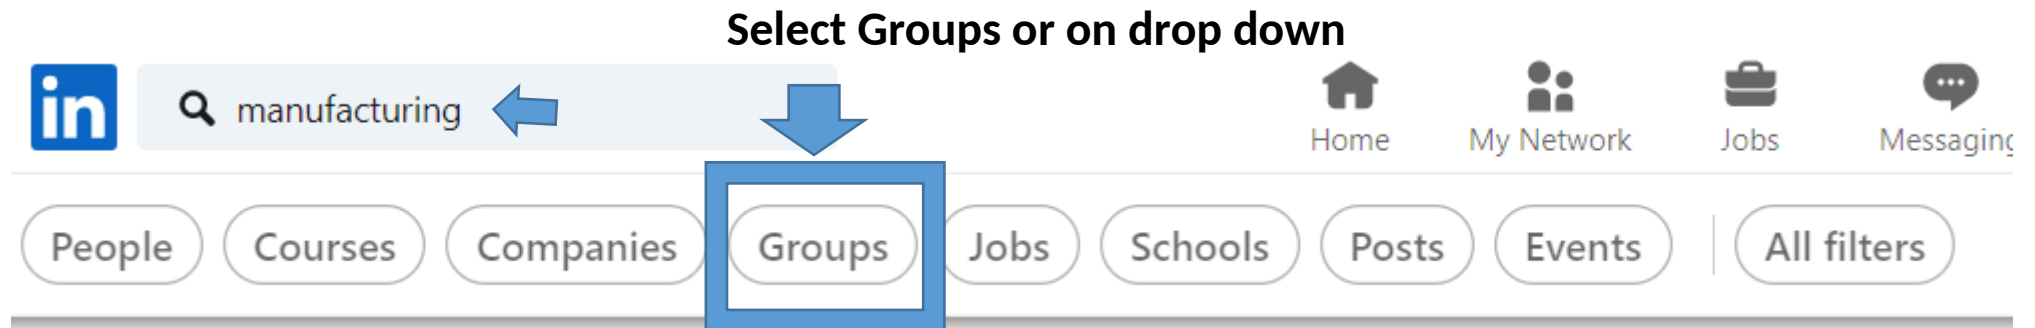 Select Groups or on drop down
in manufacturing
Home My Network Jobs Messaging
People Courses Companies Groups Jobs Schools Posts Events All filters